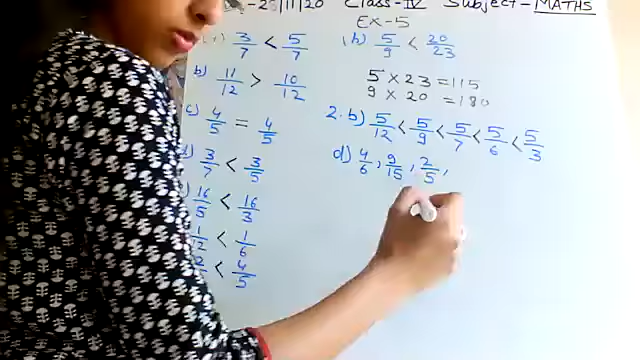 25/11/20 Class-IV Subject-MATHS
Ex-5
3/7 < 5/7
b) 11/12 > 10/12
c) 4/5 = 4/5
d) 3/7 < 3/5
16/5 < 16/3
1/12 < 1/6
< 4/5
h) 5/9 < 20/23
5 × 23 = 115
9 × 20 = 180
2. b) 5/12 < 5/9 < 5/7 < 5/6 < 5/3
d) 4/6, 9/15, 2/5,